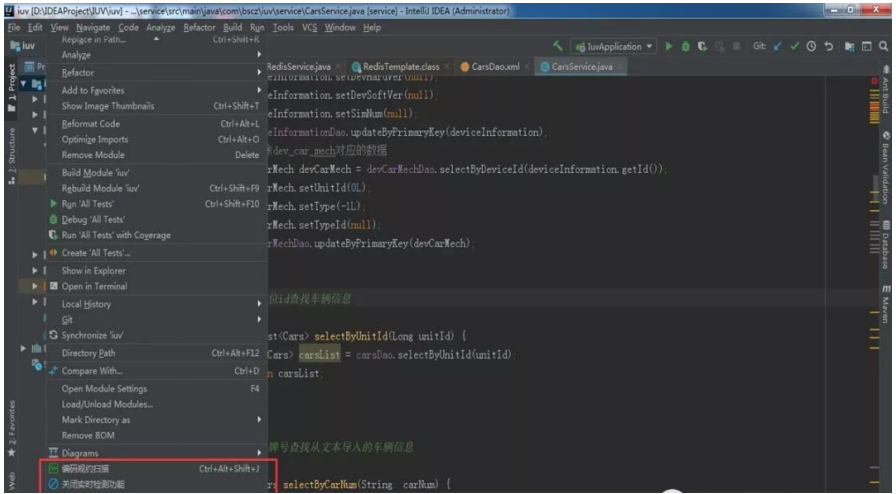 iuv [D:\IDEAProject\IUV\iuv] - ...\service\src\main\java\com\bscz\iuv\service\CarsService.java [service] - IntelliJ IDEA (Administrator)
File Edit View Navigate Code Analyze Refactor Build Run Tools VCS Window Help
iuv
IuvApplication
Git:
Replace in Path... Ctrl+Shift+R
Analyze
Refactor
Add to Favorites
Show Image Thumbnails Ctrl+Shift+T
Reformat Code Ctrl+Alt+L
Optimize Imports Ctrl+Alt+O
Remove Module Delete
Build Module 'iuv'
Rebuild Module 'iuv' Ctrl+Shift+F9
Run 'All Tests' Ctrl+Shift+F10
Debug 'All Tests'
Run 'All Tests' with Coverage
Create 'All Tests'...
Show in Explorer
Open in Terminal
Local History
Git
Synchronize 'iuv'
Directory Path Ctrl+Alt+F12
Compare With... Ctrl+D
Open Module Settings F4
Load/Unload Modules...
Mark Directory as
Remove BOM
Diagrams
编码规约扫描 Ctrl+Alt+Shift+J
关闭实时检测功能
RedisService.java
RedisTemplate.class
CarsDao.xml
CarsService.java
eInformation.setDevHardVer(null);
eInformation.setDevSoftVer(null);
eInformation.setSimNum(null);
eInformationDao.updateByPrimaryKey(deviceInformation);
dev_car_mech对应的数据
rMech devCarMech = devCarMechDao.selectByDeviceId(deviceInformation.getId());
rMech.setUnitId(0L);
rMech.setType(-1L);
rMech.setTypeId(null);
rMechDao.updateByPrimaryKey(devCarMech);
位id查找车辆信息
st<Cars> selectByUnitId(Long unitId) {
Cars> carsList = carsDao.selectByUnitId(unitId);
n carsList;
牌号查找从文本导入的车辆信息
rs selectByCarNum(String carNum) {
1: Project
2: Structure
2: Favorites
Web
Ant Build
Bean Validation
Database
Maven